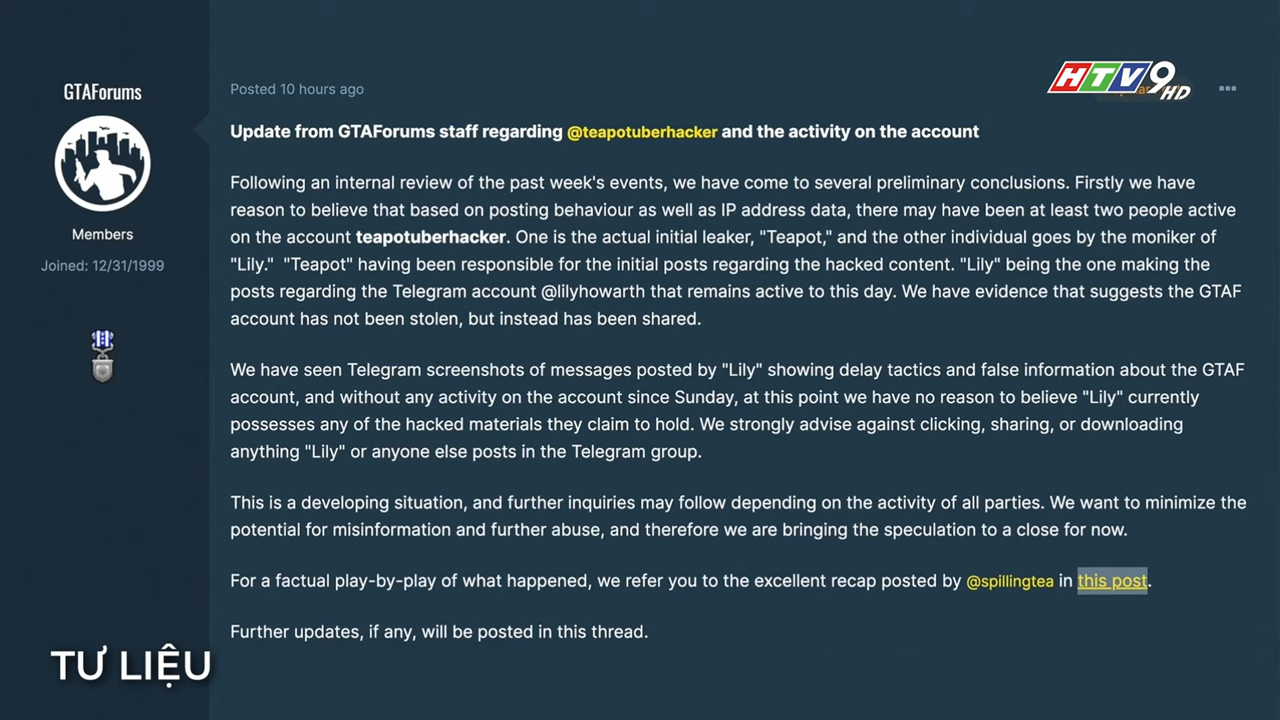 GTAForums
Members
Joined: 12/31/1999
Posted 10 hours ago
HTV9 HD
Update from GTAForums staff regarding @teapotuberhacker and the activity on the account
Following an internal review of the past week's events, we have come to several preliminary conclusions. Firstly we have
reason to believe that based on posting behaviour as well as IP address data, there may have been at least two people active
on the account teapotuberhacker. One is the actual initial leaker, "Teapot," and the other individual goes by the moniker of
"Lily."  "Teapot" having been responsible for the initial posts regarding the hacked content. "Lily" being the one making the
posts regarding the Telegram account @lilyhowarth that remains active to this day. We have evidence that suggests the GTAF
account has not been stolen, but instead has been shared.
We have seen Telegram screenshots of messages posted by "Lily" showing delay tactics and false information about the GTAF
account, and without any activity on the account since Sunday, at this point we have no reason to believe "Lily" currently
possesses any of the hacked materials they claim to hold. We strongly advise against clicking, sharing, or downloading
anything "Lily" or anyone else posts in the Telegram group.
This is a developing situation, and further inquiries may follow depending on the activity of all parties. We want to minimize the
potential for misinformation and further abuse, and therefore we are bringing the speculation to a close for now.
For a factual play-by-play of what happened, we refer you to the excellent recap posted by @spillingtea in this post.
Further updates, if any, will be posted in this thread.
TƯ LIỆU